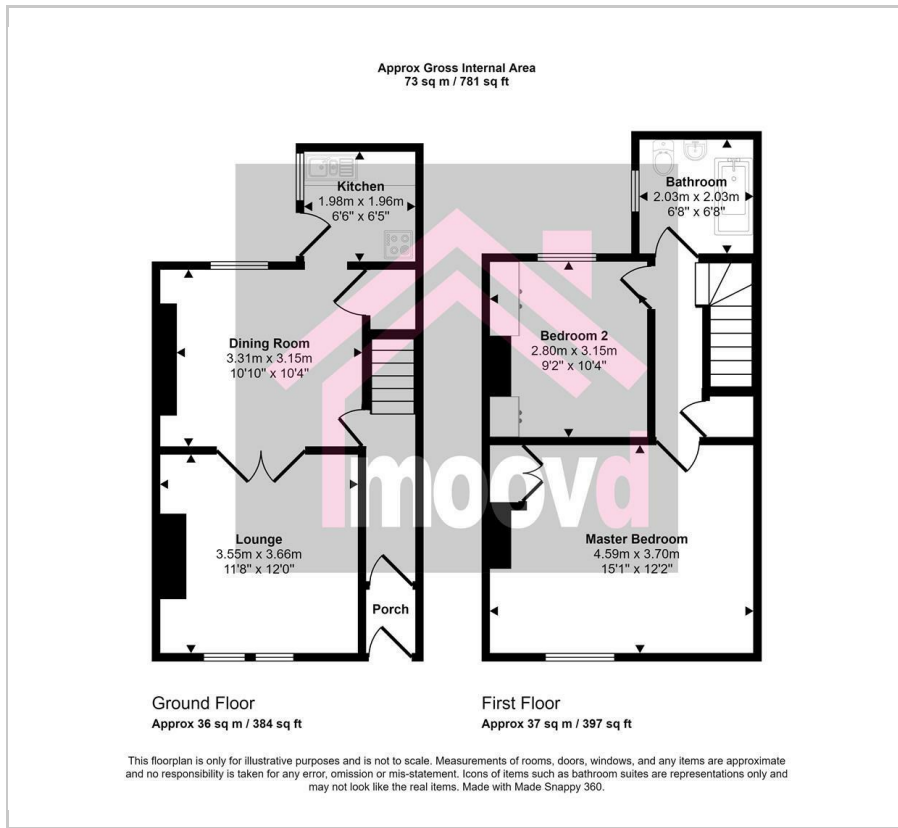 Approx Gross Internal Area
73 sq m / 781 sq ft
Kitchen
1.98m x 1.96m
6'6" x 6'5"
Dining Room
3.31m x 3.15m
10'10" x 10'4"
Lounge
3.55m x 3.66m
11'8" x 12'0"
Porch
Bathroom
2.03m x 2.03m
6'8" x 6'8"
Bedroom 2
2.80m x 3.15m
9'2" x 10'4"
Master Bedroom
4.59m x 3.70m
15'1" x 12'2"
imoovd
Ground Floor
Approx 36 sq m / 384 sq ft
First Floor
Approx 37 sq m / 397 sq ft
This floorplan is only for illustrative purposes and is not to scale. Measurements of rooms, doors, windows, and any items are approximate
and no responsibility is taken for any error, omission or mis-statement. Icons of items such as bathroom suites are representations only and
may not look like the real items. Made with Made Snappy 360.